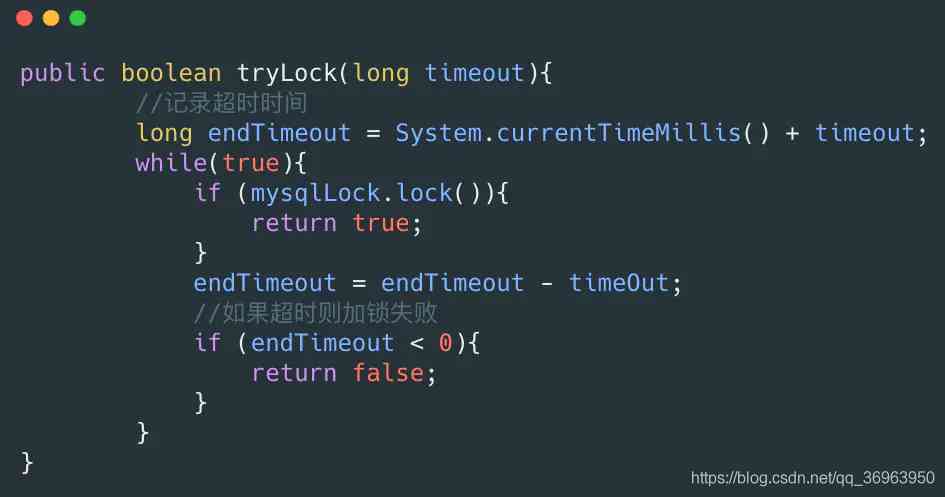 public boolean tryLock(long timeout){
//记录超时时间
long endTimeout = System.currentTimeMillis() + timeout;
while(true){
if (mysqlLock.lock()){
return true;
}
endTimeout = endTimeout - timeOut;
//如果超时则加锁失败
if (endTimeout < 0){
return false;
}
}
}
https://blog.csdn.net/qq_36963950